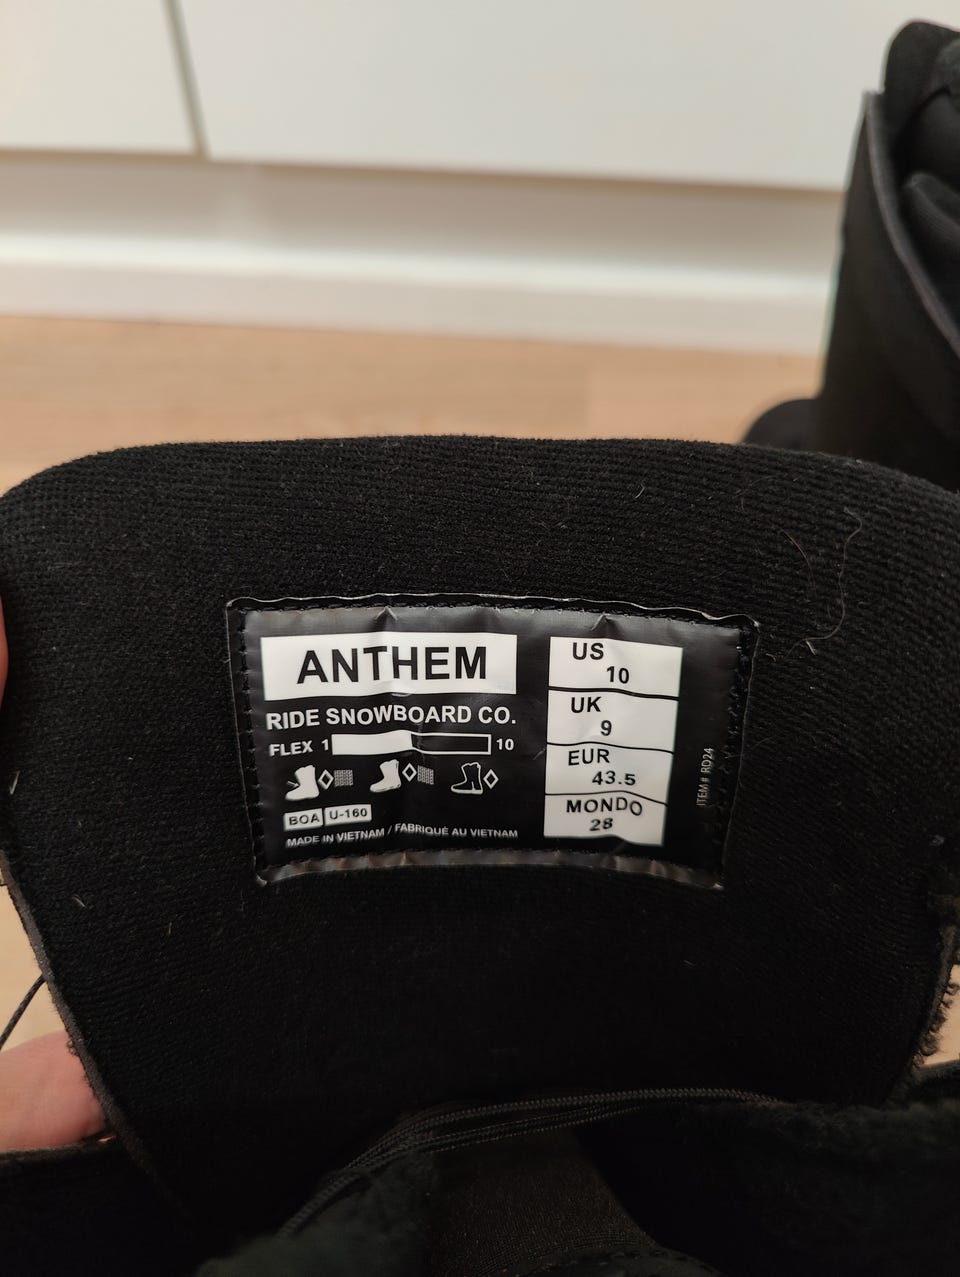 ANTHEM
RIDE SNOWBOARD CO.
FLEX 1 10
BOA U-160
MADE IN VIETNAM / FABRIQUÉ AU VIETNAM
US
10
UK
9
EUR
43.5
MONDO
28
ITEM# RD24